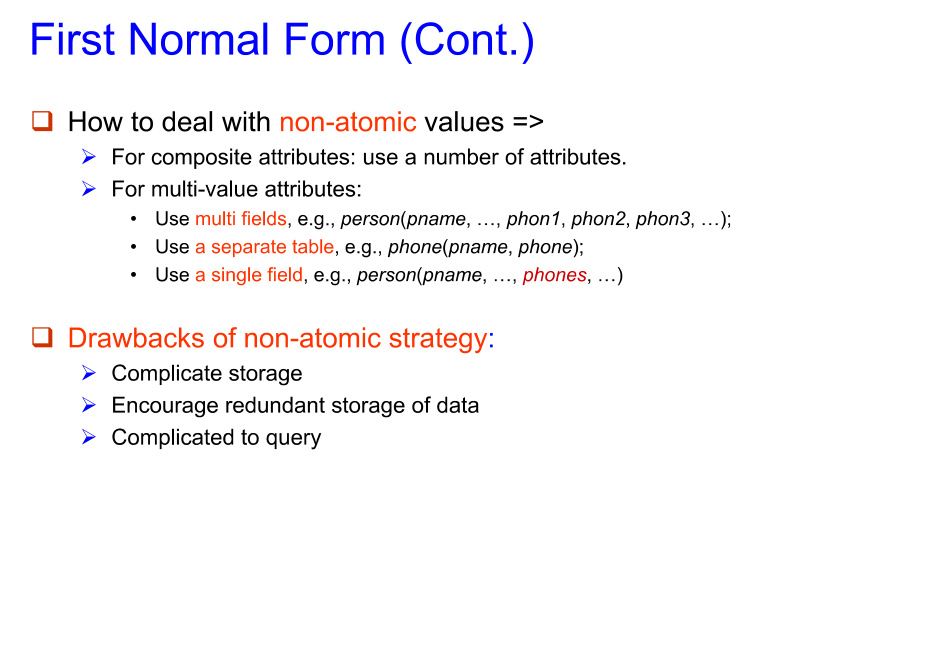 First Normal Form (Cont.)
How to deal with non-atomic values =>
For composite attributes: use a number of attributes.
For multi-value attributes:
• Use multi fields, e.g., person(pname, …, phon1, phon2, phon3, …);
• Use a separate table, e.g., phone(pname, phone);
• Use a single field, e.g., person(pname, …, phones, …)
Drawbacks of non-atomic strategy:
Complicate storage
Encourage redundant storage of data
Complicated to query